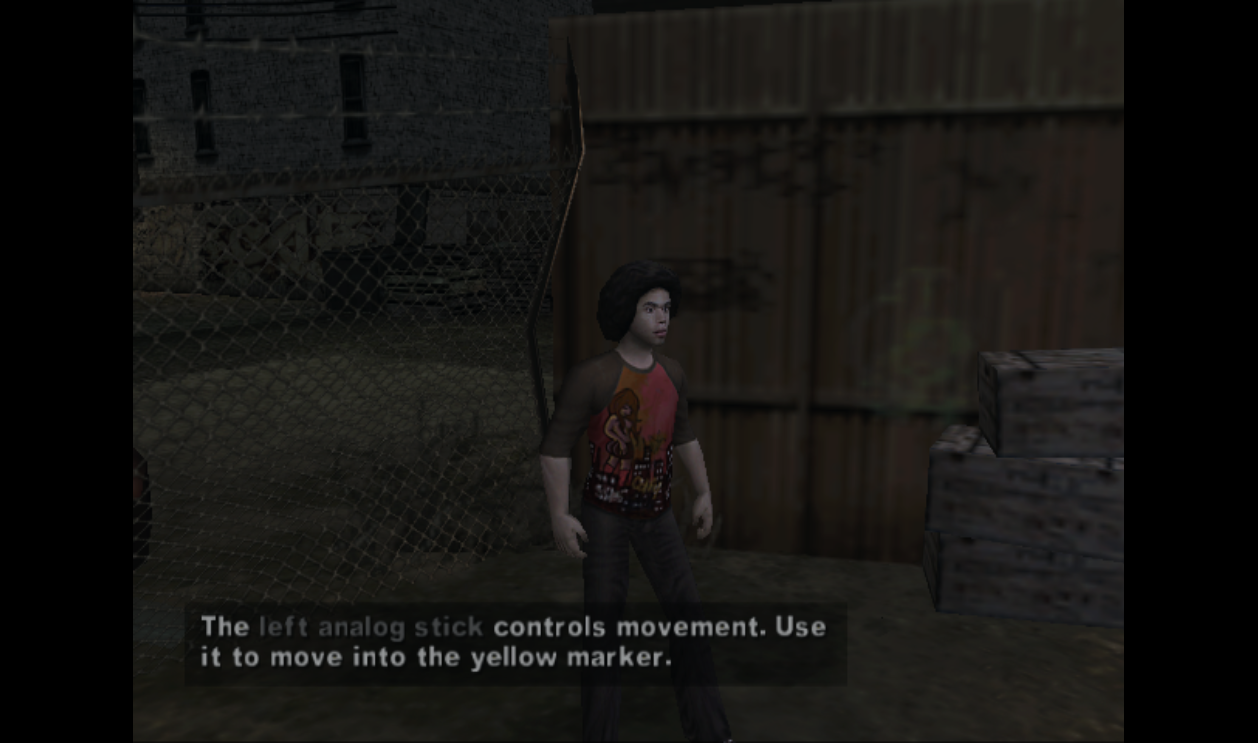 The left analog stick controls movement. Use
it to move into the yellow marker.